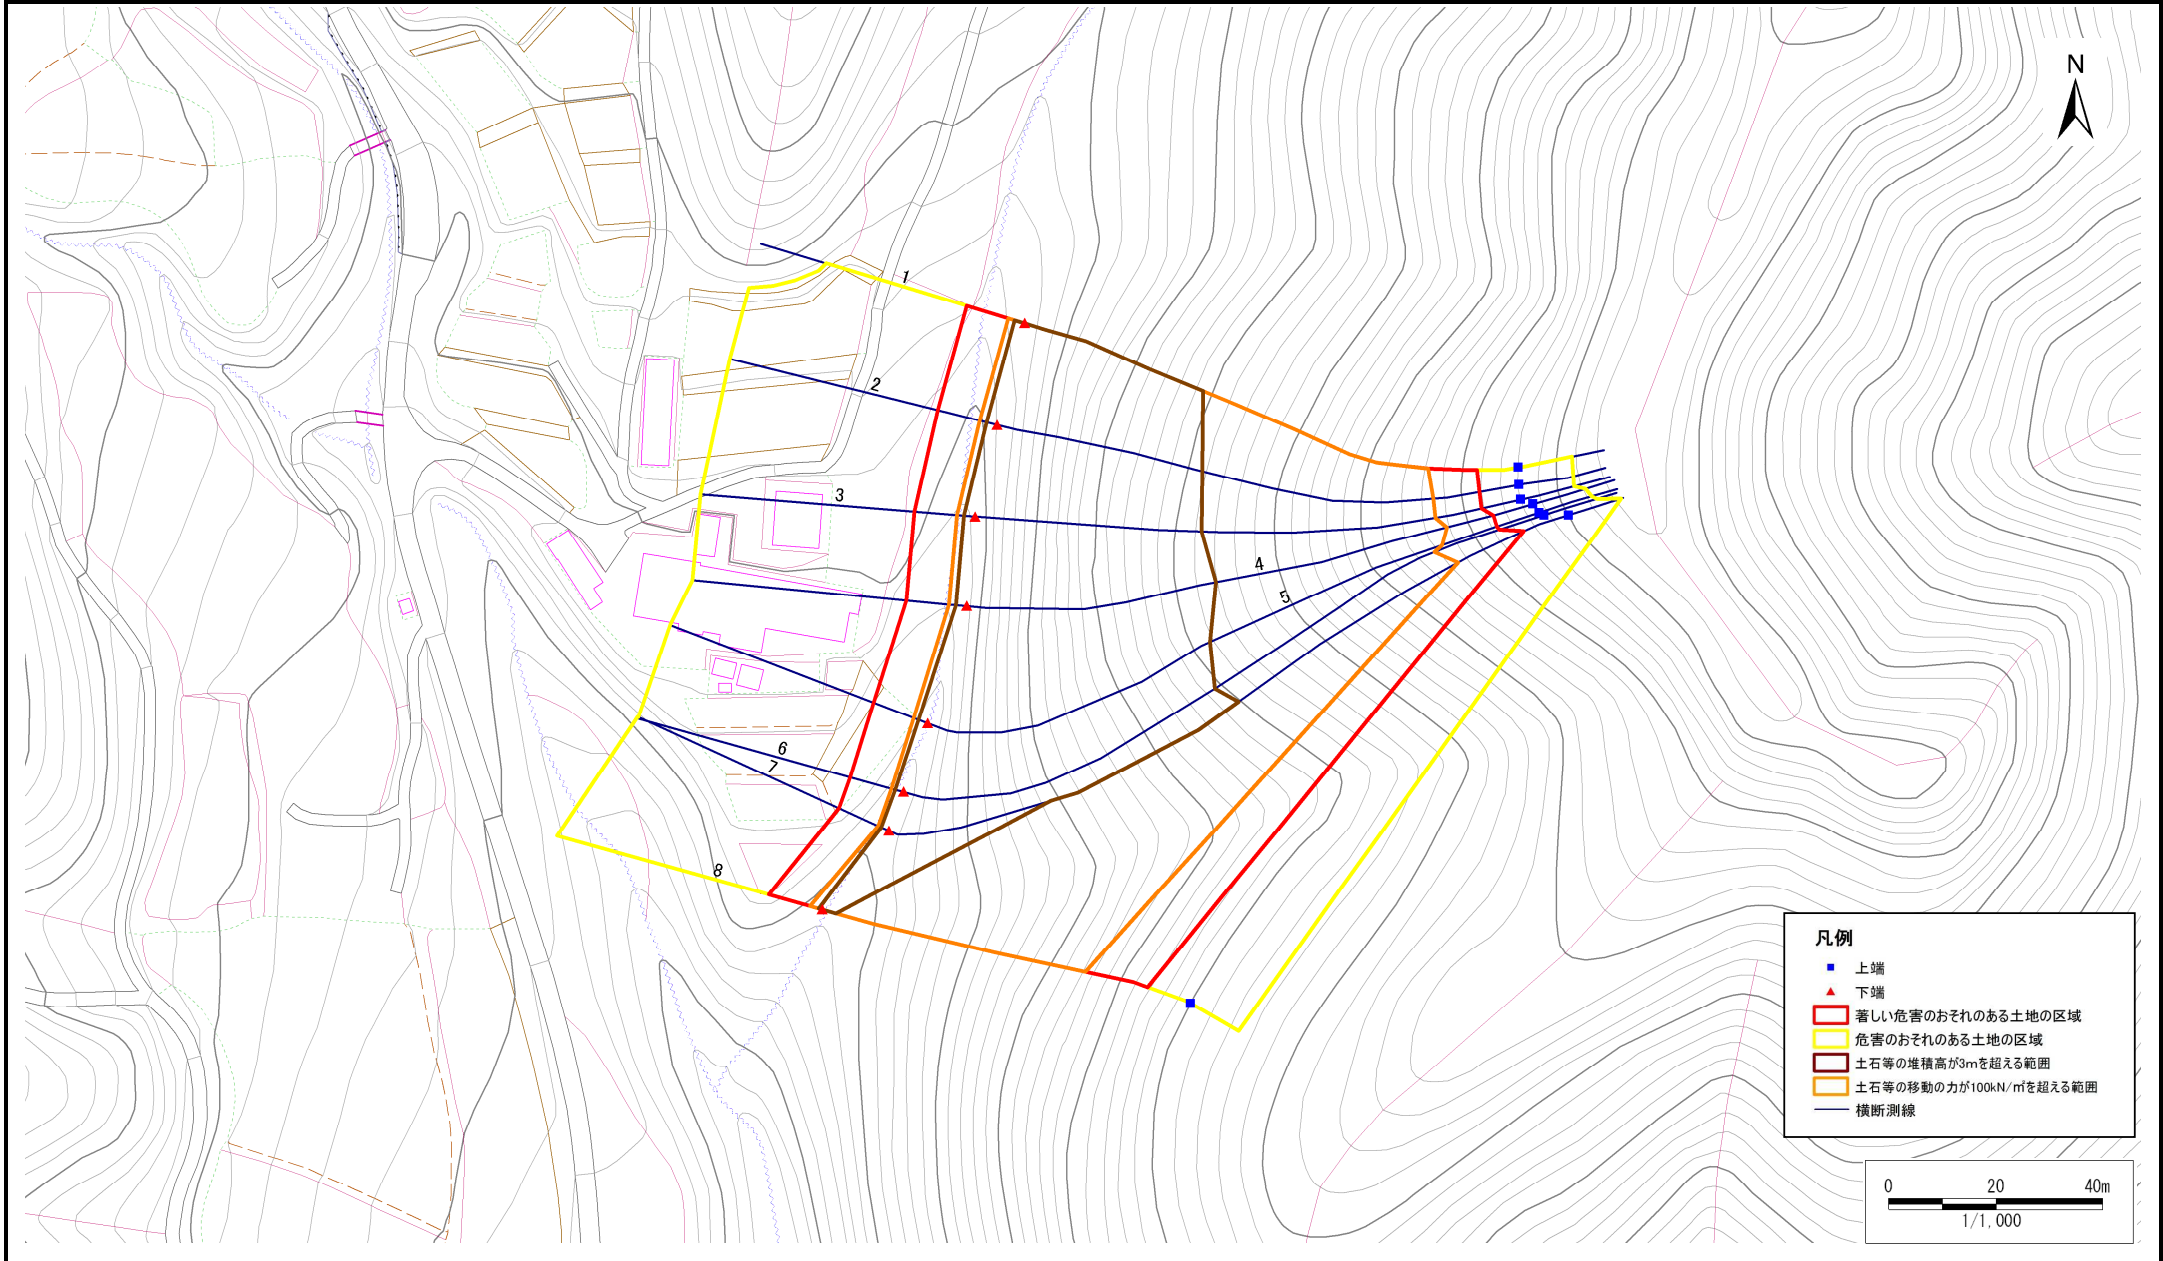 N
1
2
3
4
5
6
7
8
凡例
上端
下端
著しい危害のおそれのある土地の区域
危害のおそれのある土地の区域
土石等の堆積高が3mを超える範囲
土石等の移動の力が100kN/㎡を超える範囲
横断測線
0 20 40m
1/1,000